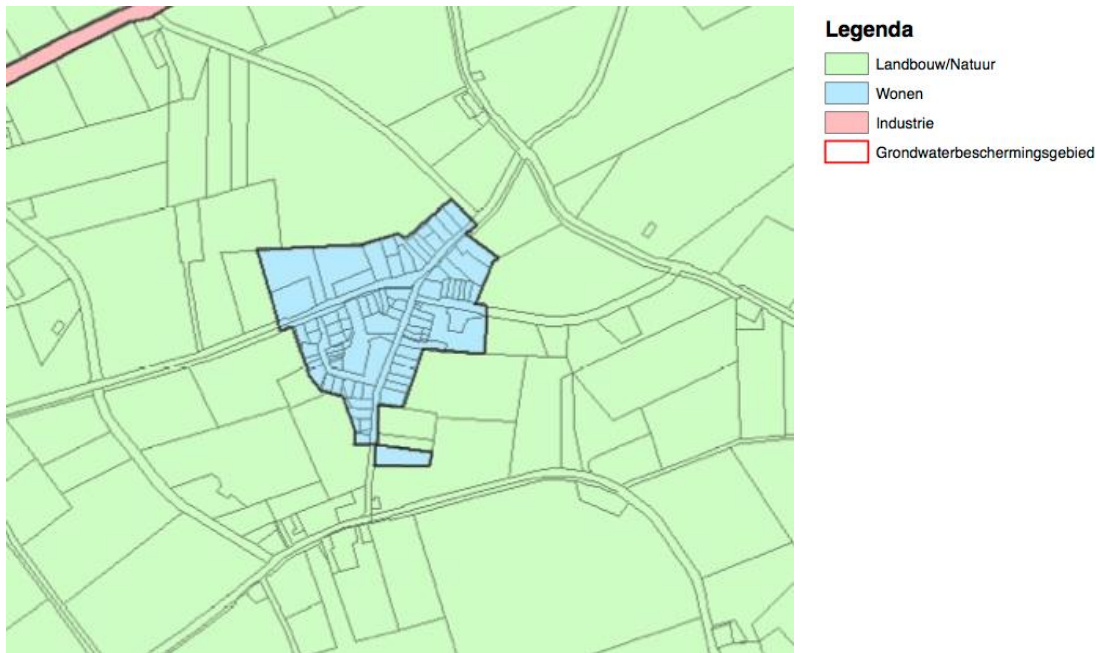 Legenda
Landbouw/Natuur
Wonen
Industrie
Grondwaterbeschermingsgebied